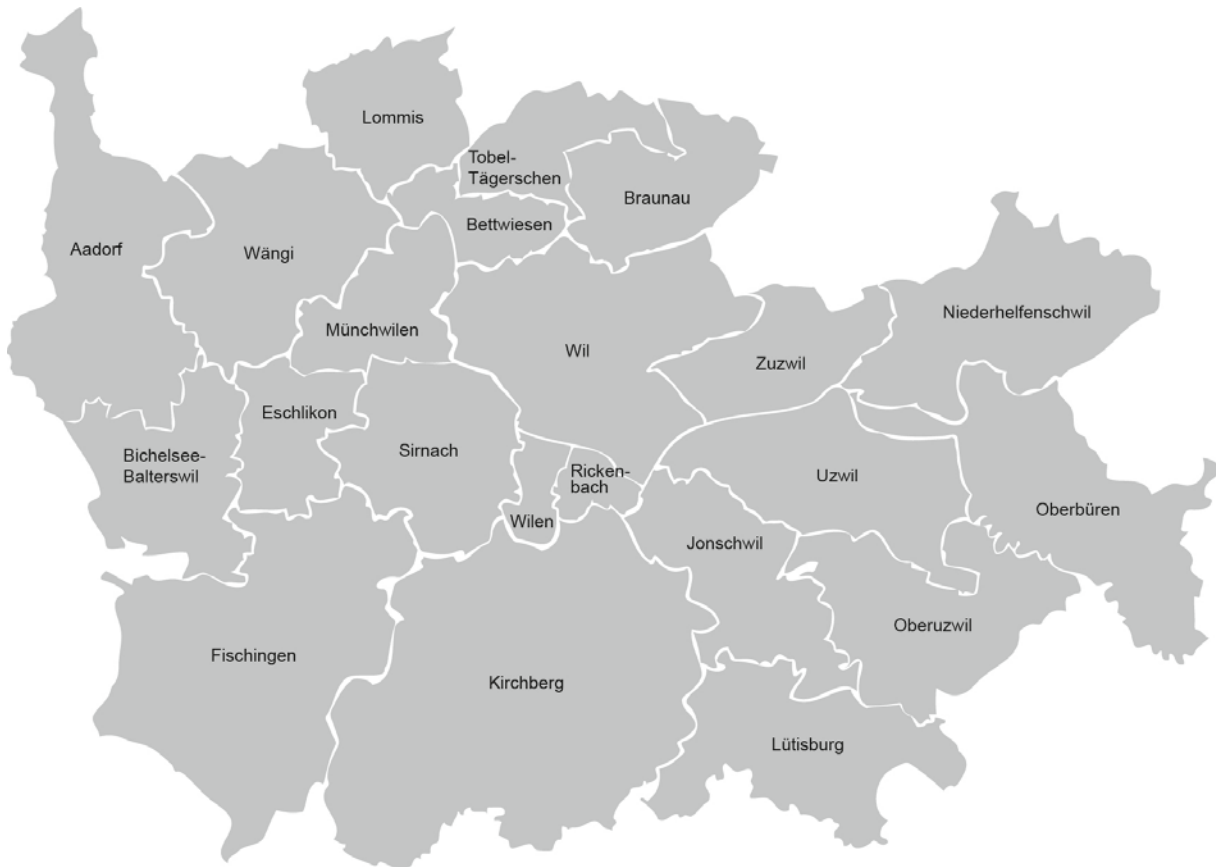 Lommis
Tobel-
Tägerschen
Braunau
Bettwiesen
Aadorf
Wängi
Niederhelfenschwil
Münchwilen
Wil
Zuzwil
Eschlikon
Sirnach
Bichelsee-
Balterswil
Ricken-
bach
Uzwil
Oberbüren
Wilen
Jonschwil
Oberuzwil
Fischingen
Kirchberg
Lütisburg